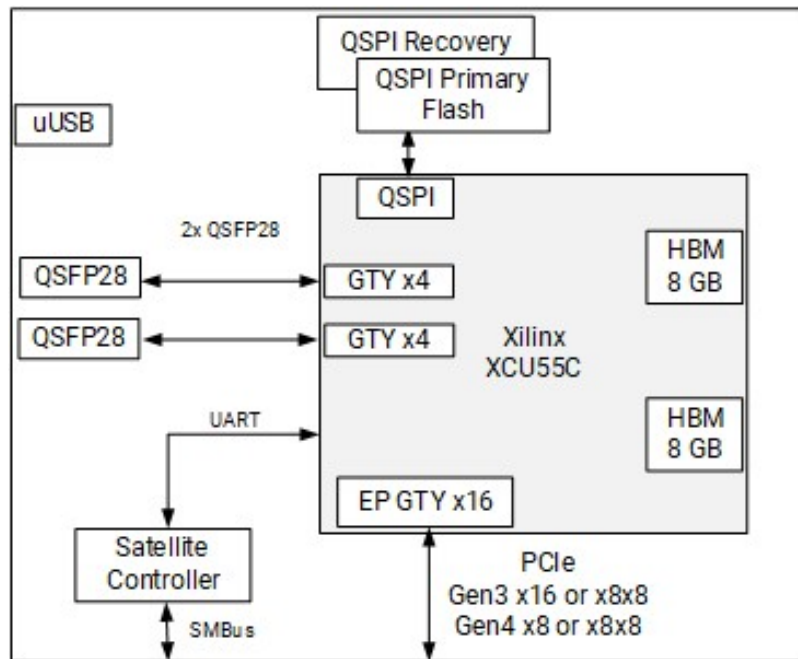 QSPI Recovery
QSPI Primary
Flash
uUSB
QSPI
2x QSFP28
HBM
8 GB
QSFP28
GTY x4
QSFP28
GTY x4
Xilinx
XCU55C
UART
HBM
8 GB
EP GTY x16
Satellite
Controller
PCIe
Gen3 x16 or x8x8
Gen4 x8 or x8x8
SMBus